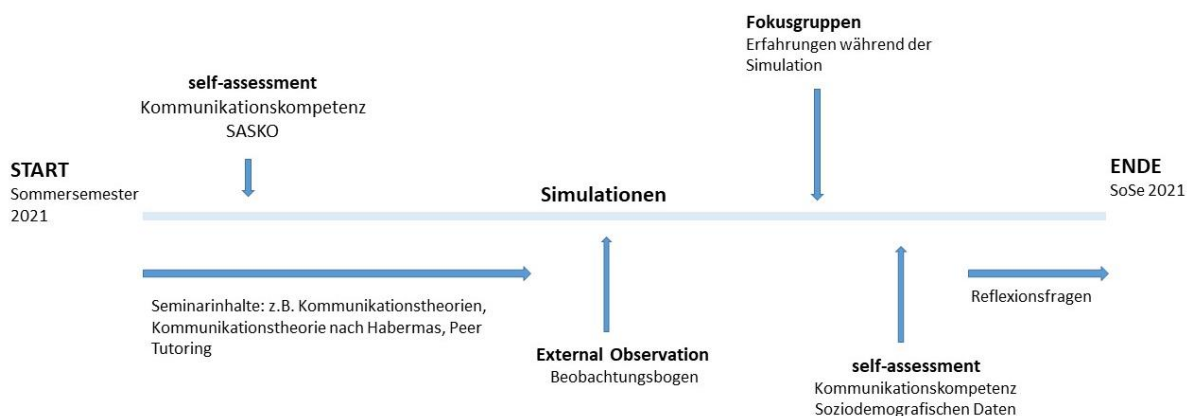 Fokusgruppen
Erfahrungen während der
Simulation
self-assessment
Kommunikationskompetenz
SASKO
START
Sommersemester
2021
Simulationen
ENDE
SoSe 2021
Seminarinhalte: z.B. Kommunikationstheorien,
Kommunikationstheorie nach Habermas, Peer
Tutoring
External Observation
Beobachtungsbogen
Reflexionsfragen
self-assessment
Kommunikationskompetenz
Soziodemografischen Daten